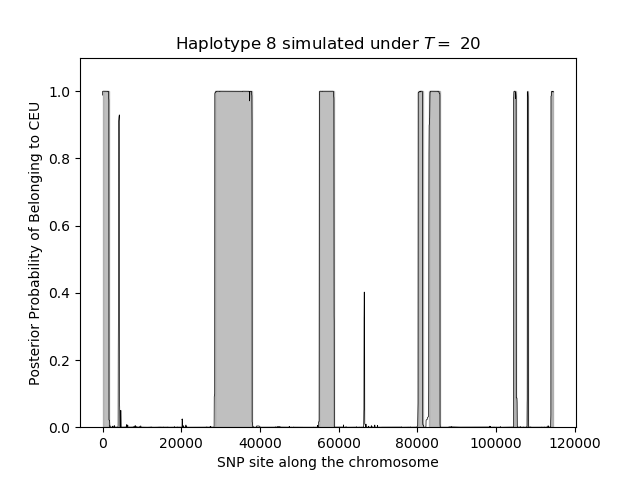 Haplotype 8 simulated under T = 20
Posterior Probability of Belonging to CEU
1.0
0.8
0.6
0.4
0.2
0.0
0 20000 40000 60000 80000 100000 120000
SNP site along the chromosome